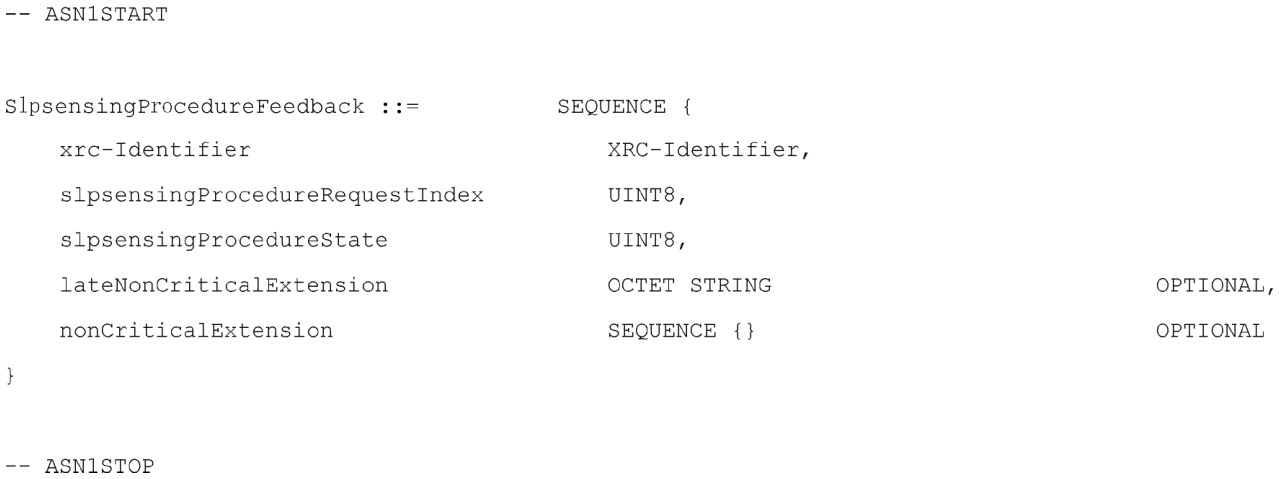 -- ASN1START
SlpsensingProcedureFeedback ::= SEQUENCE {
xrc-Identifier XRC-Identifier,
slpsensingProcedureRequestIndex UINT8,
slpsensingProcedureState UINT8,
lateNonCriticalExtension OCTET STRING OPTIONAL,
nonCriticalExtension SEQUENCE {} OPTIONAL
}
-- ASN1STOP